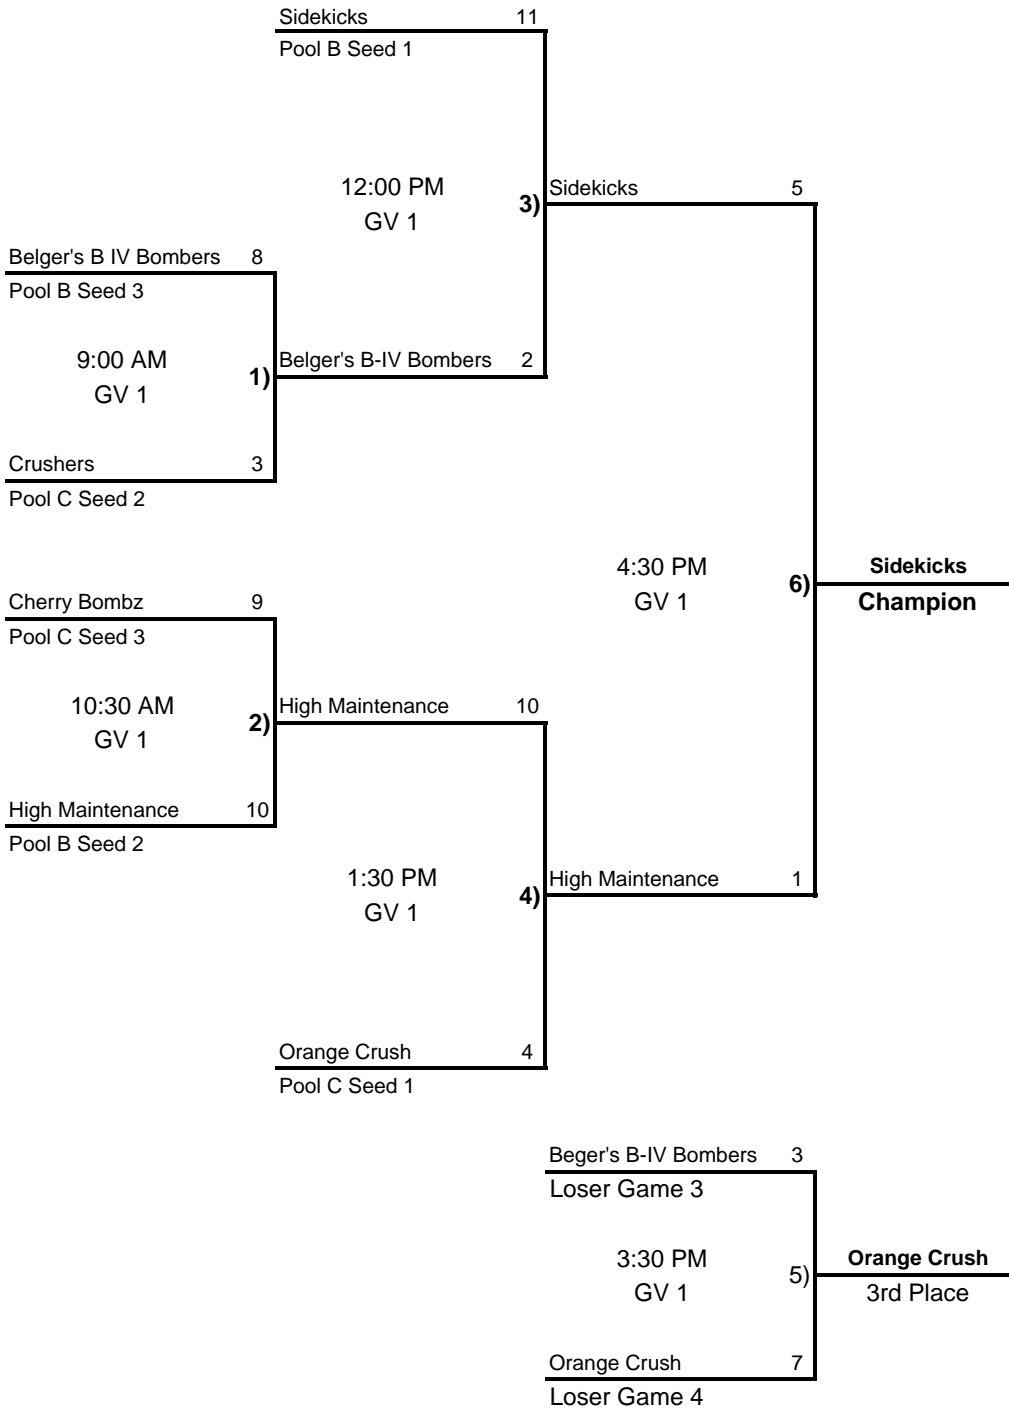 Sidekicks 11
Pool B Seed 1
12:00 PM
GV 1
3)
Sidekicks 5
Belger's B IV Bombers 8
Pool B Seed 3
9:00 AM
GV 1
1)
Belger's B-IV Bombers 2
Crushers 3
Pool C Seed 2
4:30 PM
GV 1
6)
Sidekicks
Champion
Cherry Bombz 9
Pool C Seed 3
10:30 AM
GV 1
2)
High Maintenance 10
High Maintenance 10
Pool B Seed 2
1:30 PM
GV 1
4)
High Maintenance 1
Orange Crush 4
Pool C Seed 1
Beger's B-IV Bombers 3
Loser Game 3
3:30 PM
GV 1
5)
Orange Crush
3rd Place
Orange Crush 7
Loser Game 4